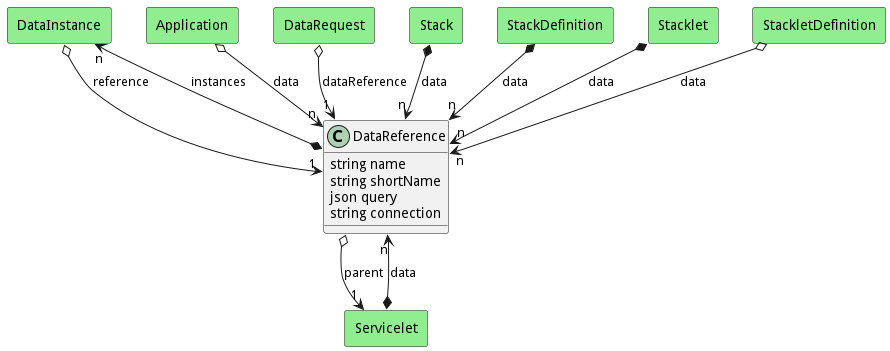 DataInstance
Application
DataRequest
Stack
StackDefinition
Stacklet
StackletDefinition
n
reference
instances
data
dataReference
data
data
data
data
n
1
n
n
n
n
1
C DataReference
string name
string shortName
json query
string connection
n
parent
data
1
Servicelet